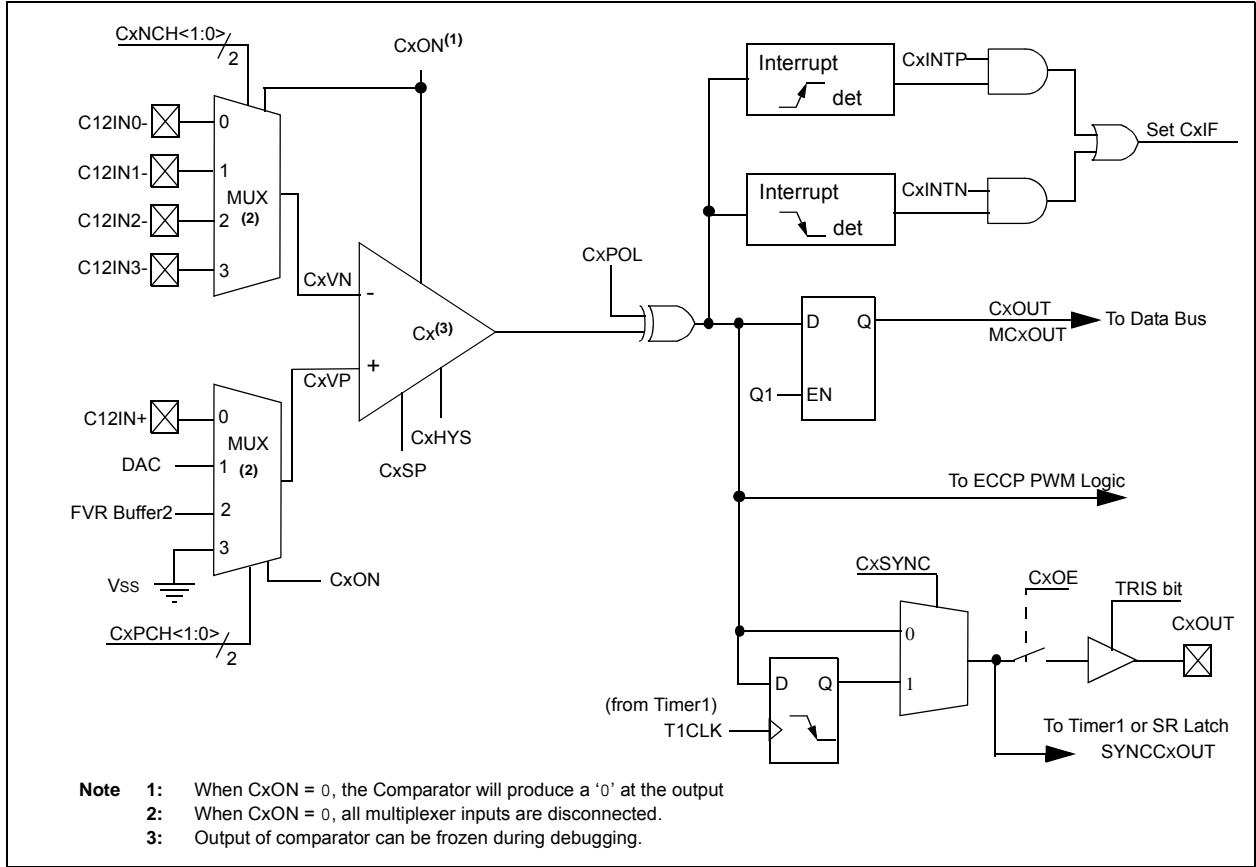 CxNCH<1:0>
2
CxON(1)
C12IN0-
C12IN1-
C12IN2-
C12IN3-
0
1
2
3
MUX
(2)
CxVN
-
Cx(3)
+
CxVP
C12IN+
DAC
FVR Buffer2
Vss
0
1
2
3
MUX
(2)
CxON
CxPCH<1:0>
2
CxHYS
CxSP
CxPOL
Interrupt
det
CxINTP
Interrupt
det
CxINTN
Set CxIF
D
Q
Q1
EN
CxOUT
MCxOUT
To Data Bus
To ECCP PWM Logic
CxSYNC
0
1
CxOE
TRIS bit
CxOUT
D
Q
(from Timer1)
T1CLK
To Timer1 or SR Latch
SYNCCxOUT
Note 1: When CxON = 0, the Comparator will produce a ‘0’ at the output
2: When CxON = 0, all multiplexer inputs are disconnected.
3: Output of comparator can be frozen during debugging.